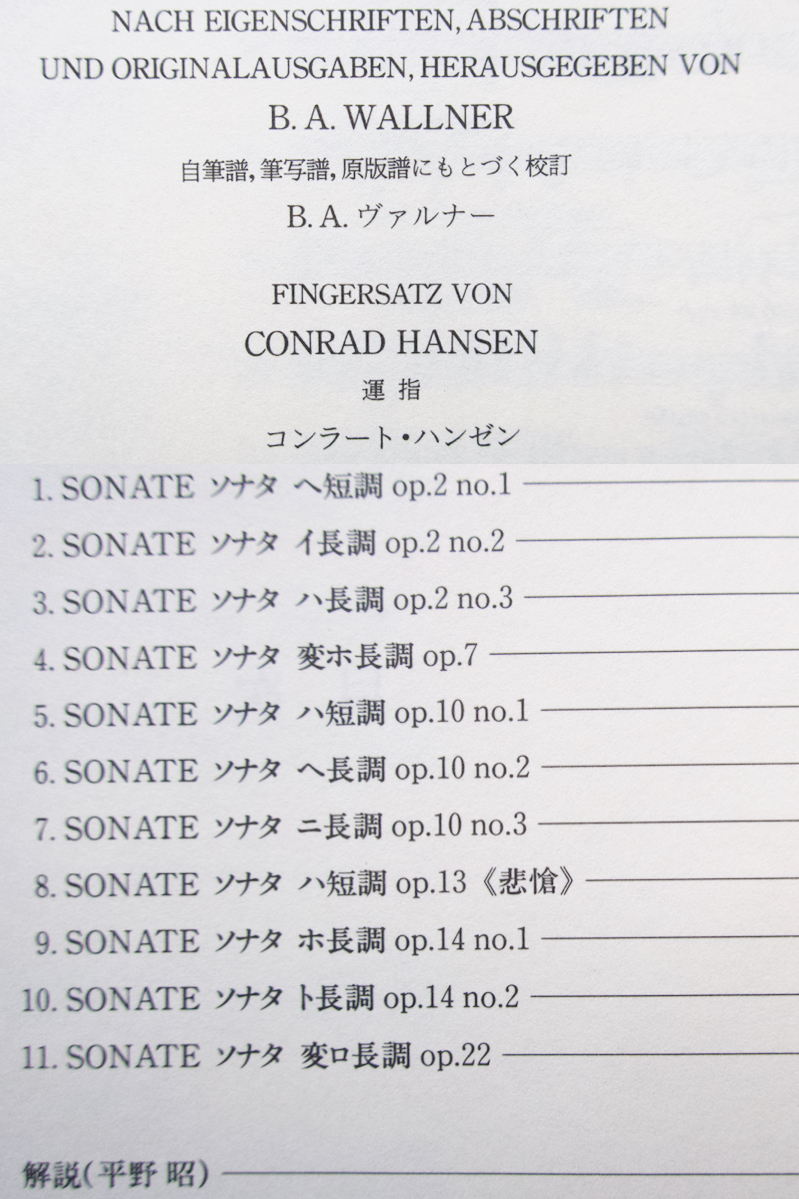 NACH EIGENSCHRIFTEN, ABSCHRIFTEN
UND ORIGINALAUSGABEN, HERAUSGEGEBEN VON
B. A. WALLNER
自筆譜, 筆写譜, 原版譜にもとづく校訂
B. A. ヴァルナー
FINGERSATZ VON
CONRAD HANSEN
運 指
コンラート・ハンゼン
1. SONATE ソナタ ヘ短調 op.2 no.1
2. SONATE ソナタ イ長調 op.2 no.2
3. SONATE ソナタ ハ長調 op.2 no.3
4. SONATE ソナタ 変ホ長調 op.7
5. SONATE ソナタ ハ短調 op.10 no.1
6. SONATE ソナタ ヘ長調 op.10 no.2
7. SONATE ソナタ ニ長調 op.10 no.3
8. SONATE ソナタ ハ短調 op.13 《悲愴》
9. SONATE ソナタ ホ長調 op.14 no.1
10. SONATE ソナタ ト長調 op.14 no.2
11. SONATE ソナタ 変ロ長調 op.22
解説(平野 昭)